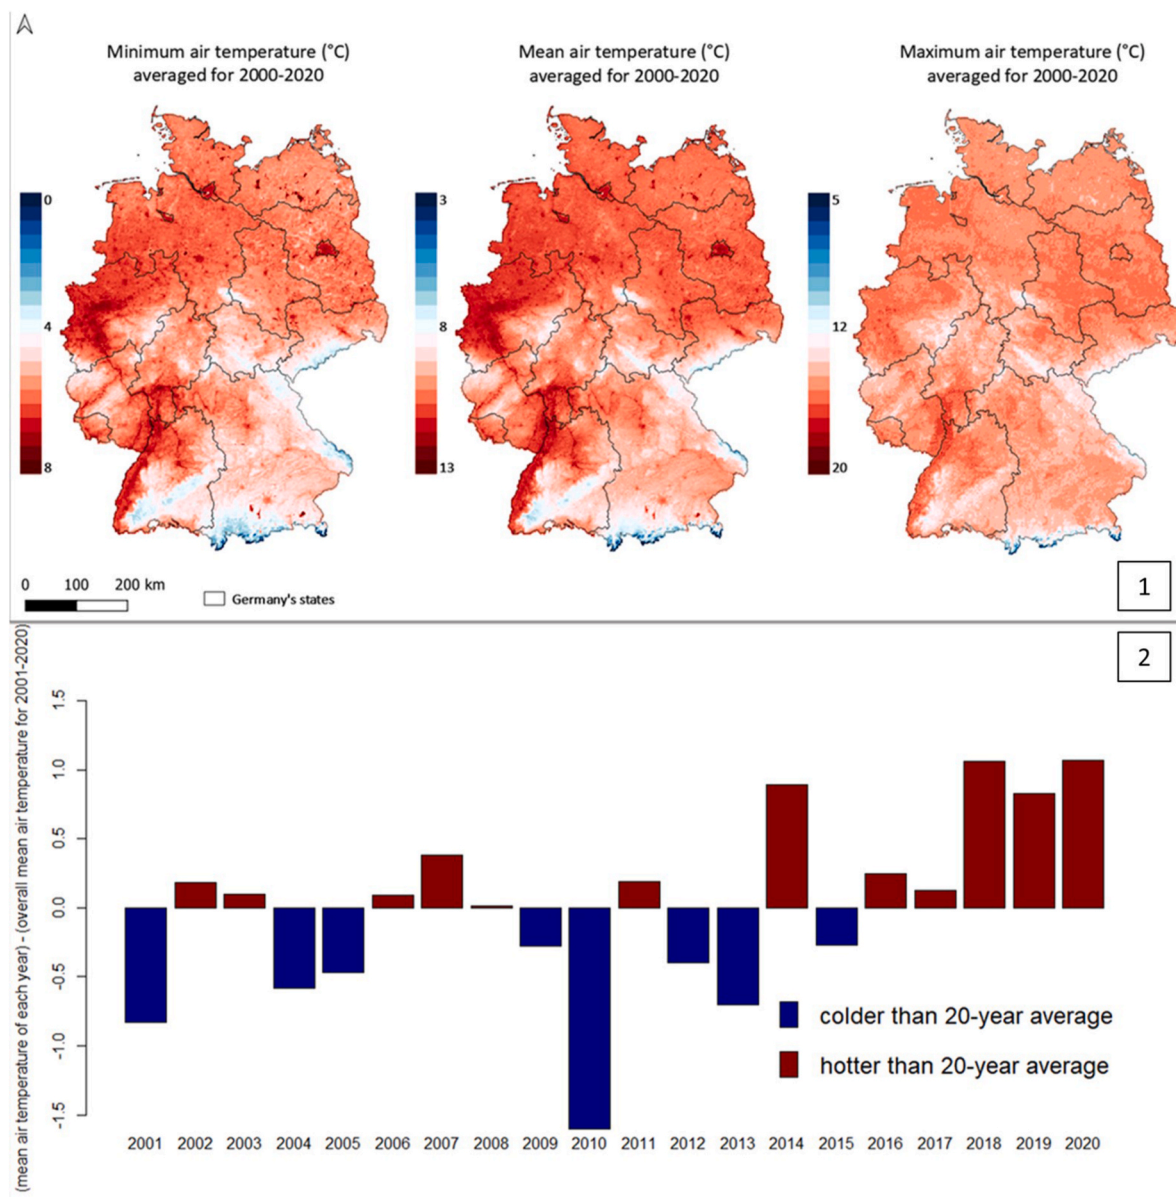 Minimum air temperature (°C)
averaged for 2000-2020
Mean air temperature (°C)
averaged for 2000-2020
Maximum air temperature (°C)
averaged for 2000-2020
0
4
8
3
8
13
5
12
20
0 100 200 km
Germany's states
1
2
(mean air temperature of each year) - (overall mean air temperature for 2001-2020)
1.5
1.0
0.5
0.0
-0.5
-1.0
-1.5
colder than 20-year average
hotter than 20-year average
2001 2002 2003 2004 2005 2006 2007 2008 2009 2010 2011 2012 2013 2014 2015 2016 2017 2018 2019 2020